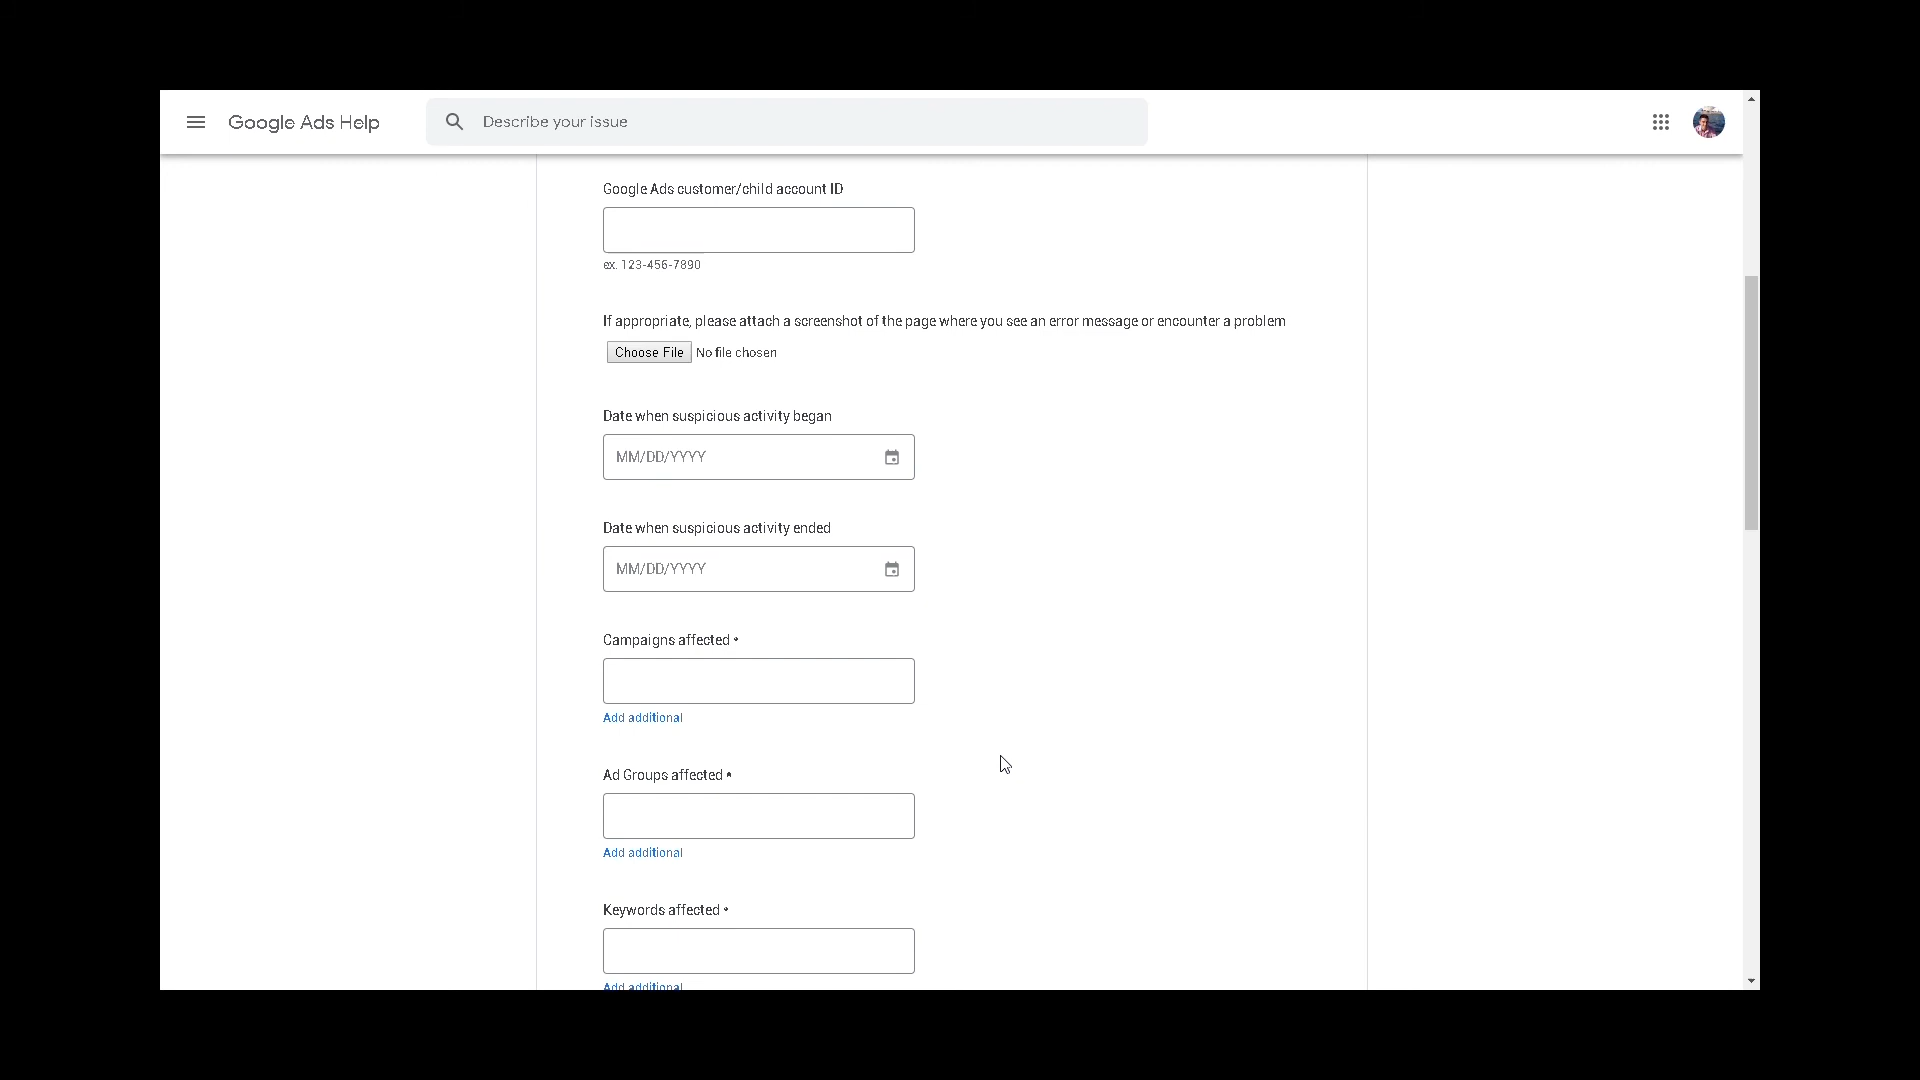 Google Ads Help
Describe your issue
Google Ads customer/child account ID
ex. 123-456-7890
If appropriate, please attach a screenshot of the page where you see an error message or encounter a problem
Choose File No file chosen
Date when suspicious activity began
MM/DD/YYYY
Date when suspicious activity ended
MM/DD/YYYY
Campaigns affected *
Add additional
Ad Groups affected *
Add additional
Keywords affected *
Add additional